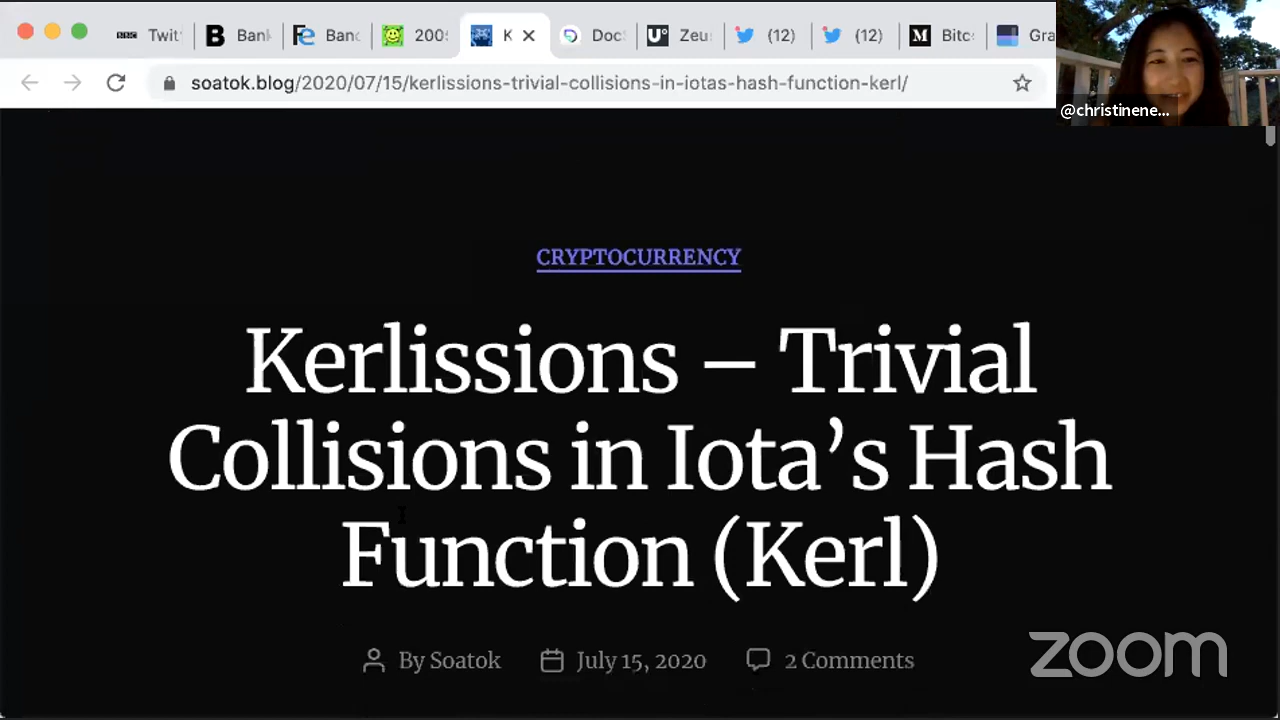 BBC Twit B Bank Fe Banc 200 K Doc U° Zeu (12) (12) M Bitc Gra
soatok.blog/2020/07/15/kerlissions-trivial-collisions-in-iotas-hash-function-kerl/
@christinene...
CRYPTOCURRENCY
Kerlissions – Trivial
Collisions in Iota’s Hash
Function (Kerl)
By Soatok July 15, 2020 2 Comments
zoom